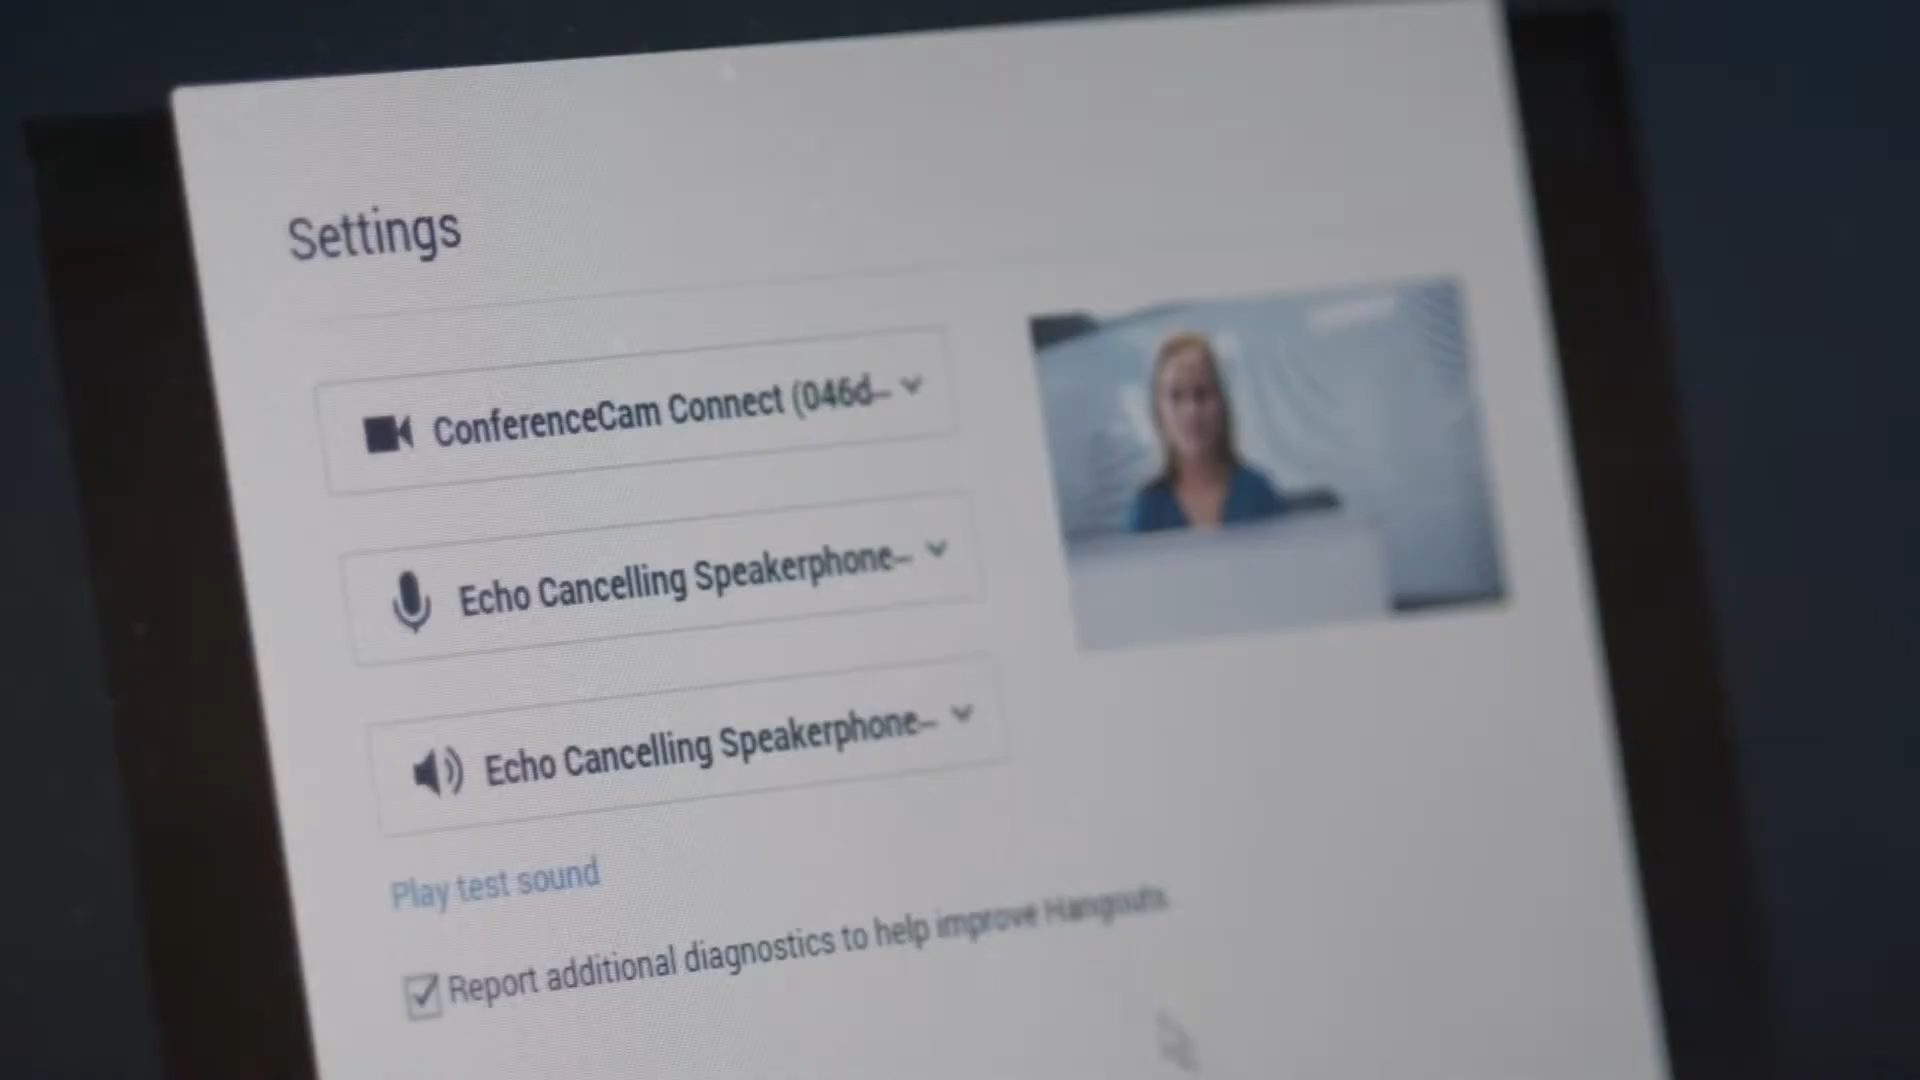 Settings
ConferenceCam Connect (046d–
Echo Cancelling Speakerphone–
Echo Cancelling Speakerphone–
Play test sound
Report additional diagnostics to help improve Hangouts